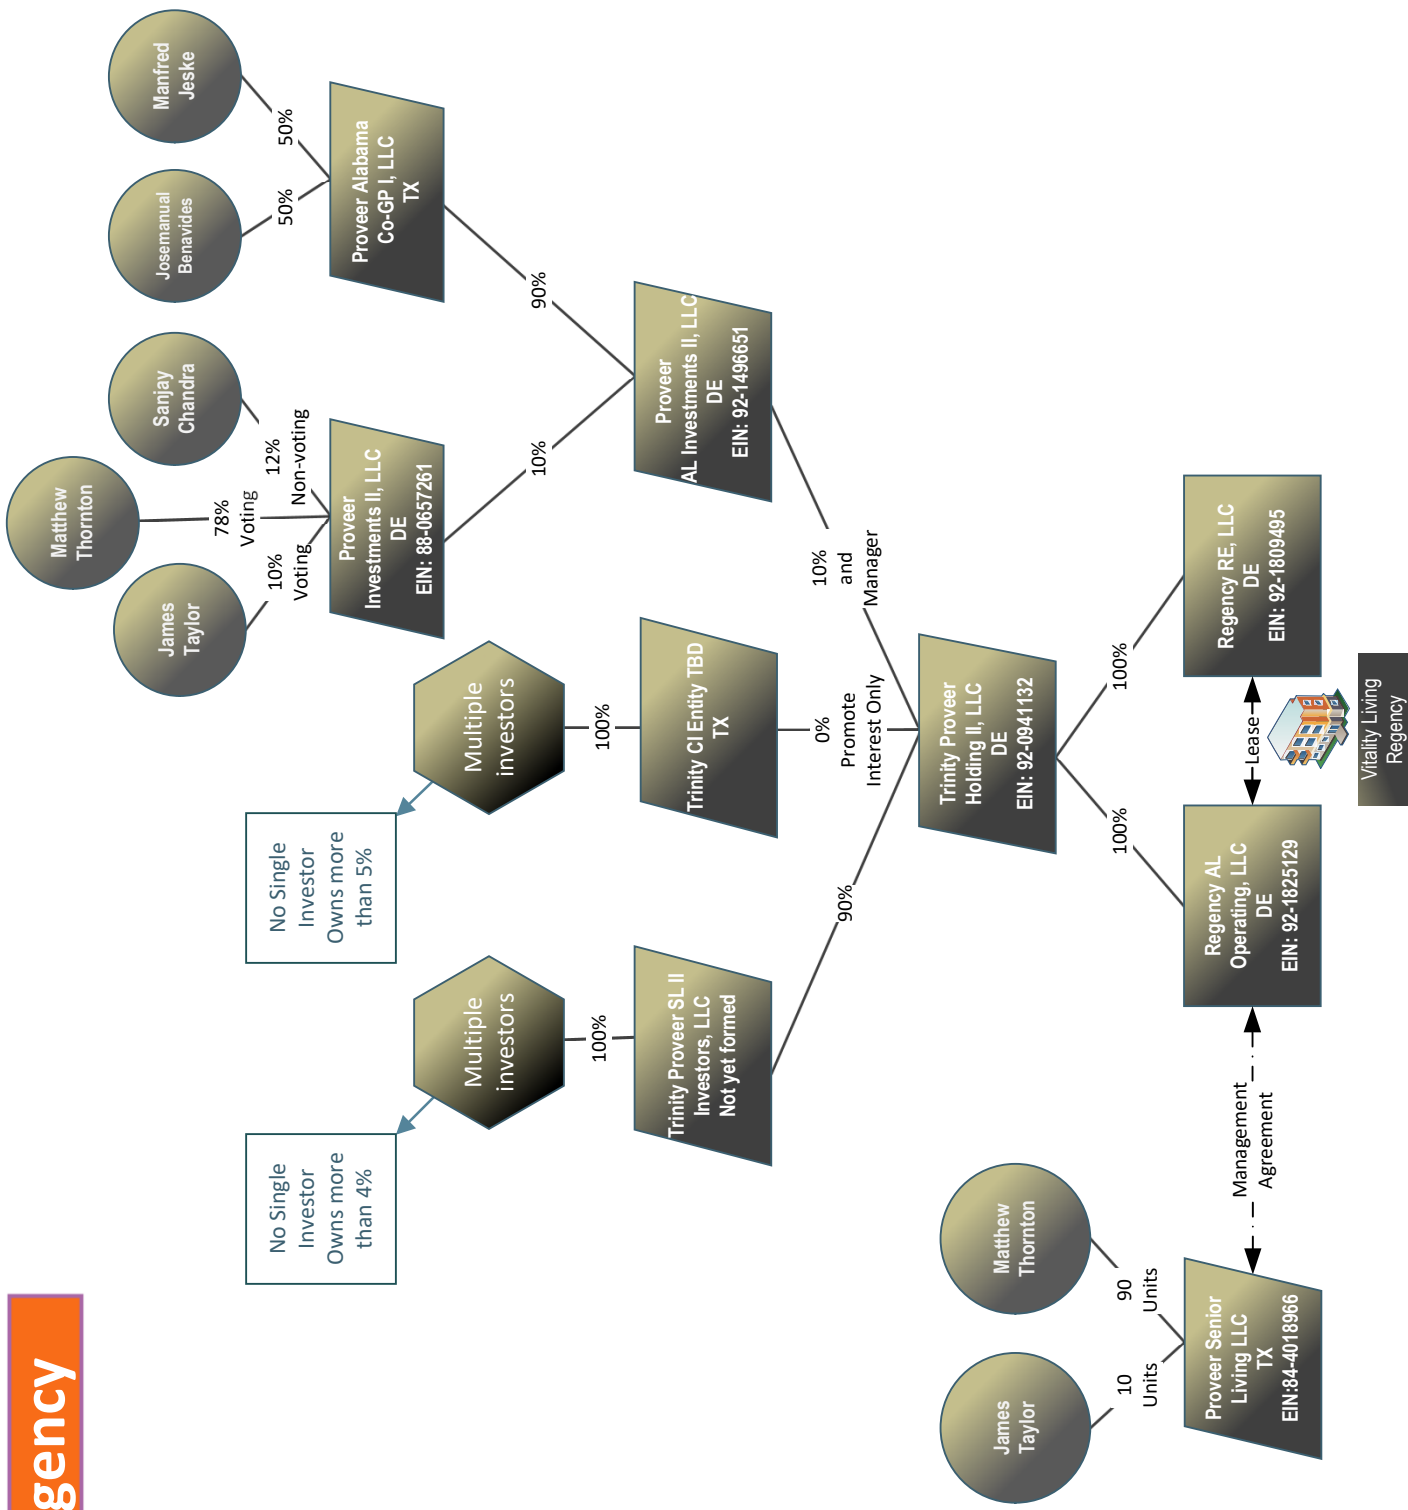 gency
Matthew
Thornton
James
Taylor
Sanjay
Chandra
Josemanual
Benavides
Manfred
Jeske
10%
Voting
78%
Voting
12%
Non-voting
50%
50%
No Single
Investor
Owns more
than 4%
No Single
Investor
Owns more
than 5%
Proveer
Investments II, LLC
DE
EIN: 88-0657261
Proveer Alabama
Co-GP I, LLC
TX
Multiple
investors
Multiple
investors
10%
90%
100%
100%
Trinity Proveer SL II
Investors, LLC
Not yet formed
Trinity CI Entity TBD
TX
Proveer
AL Investments II, LLC
DE
EIN: 92-1496651
90%
0%
Promote
Interest Only
10%
and
Manager
James
Taylor
Matthew
Thornton
Trinity Proveer
Holding II, LLC
DE
EIN: 92-0941132
10
Units
90
Units
100%
100%
Proveer Senior
Living LLC
TX
EIN:84-4018966
Management
Agreement
Regency AL
Operating, LLC
DE
EIN: 92-1825129
Lease
Regency RE, LLC
DE
EIN: 92-1809495
Vitality Living
Regency